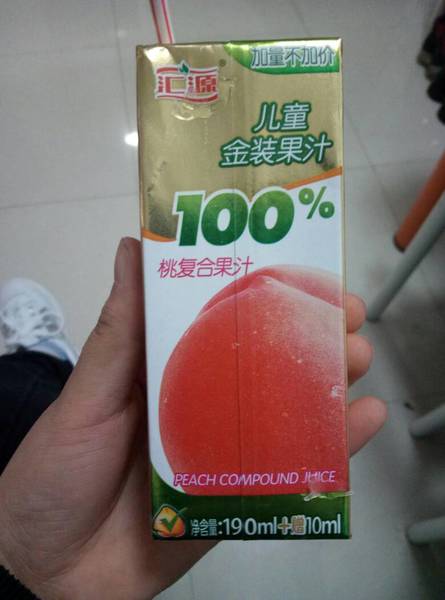 加量不加价
汇源
儿童
金装果汁
100%
桃复合果汁
PEACH COMPOUND JUICE
净含量:190ml+赠10ml